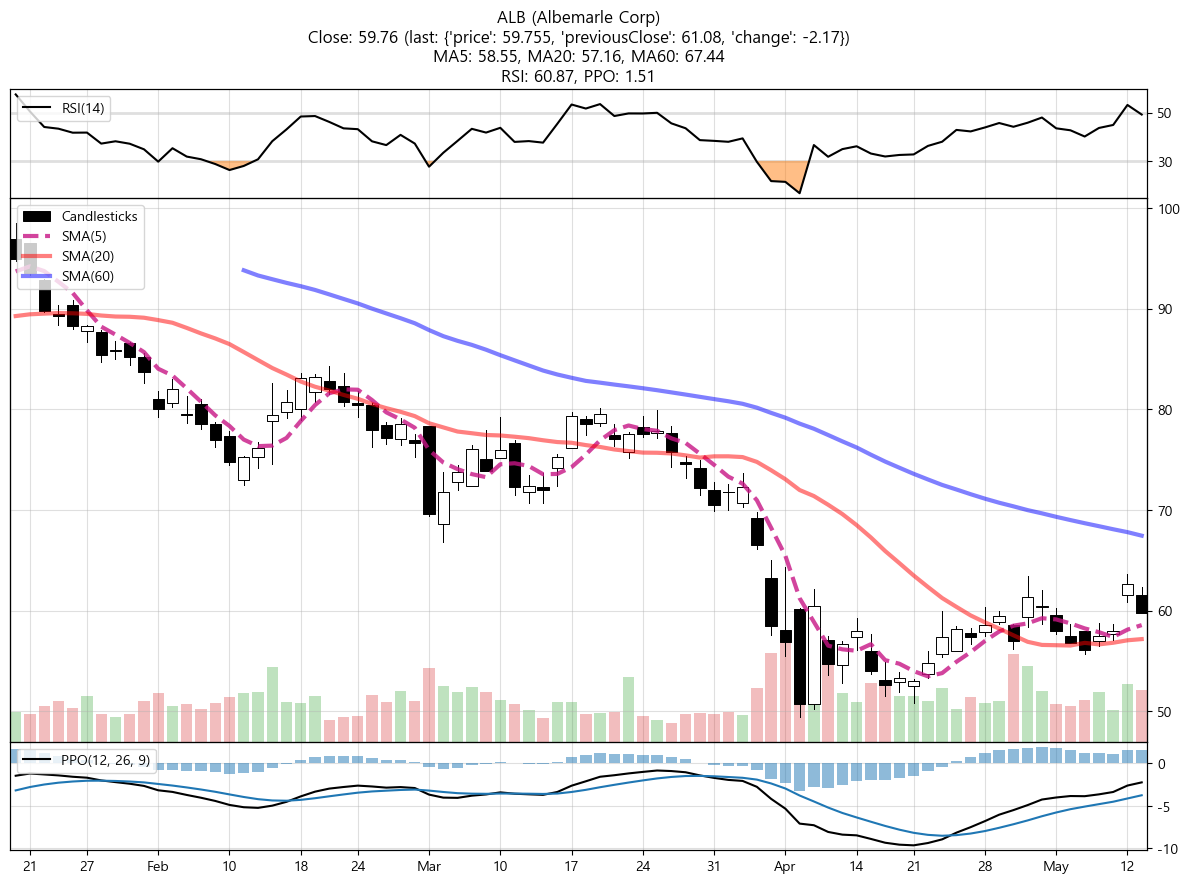 ALB (Albemarle Corp)
Close: 59.76 (last: {'price': 59.755, 'previousClose': 61.08, 'change': -2.17})
MA5: 58.55, MA20: 57.16, MA60: 67.44
RSI: 60.87, PPO: 1.51
RSI(14)
50
30
Candlesticks
SMA(5)
SMA(20)
SMA(60)
100
90
80
70
60
50
PPO(12, 26, 9)
0
-5
-10
21 27 Feb 10 18 24 Mar 10 17 24 31 Apr 14 21 28 May 12